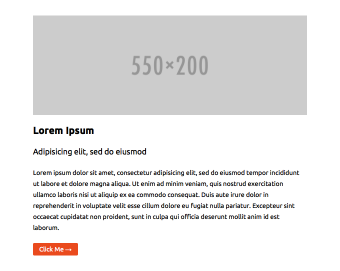 550×200
Lorem Ipsum
Adipisicing elit, sed do eiusmod
Lorem ipsum dolor sit amet, consectetur adipisicing elit, sed do eiusmod tempor incididunt
ut labore et dolore magna aliqua. Ut enim ad minim veniam, quis nostrud exercitation
ullamco laboris nisi ut aliquip ex ea commodo consequat. Duis aute irure dolor in
reprehenderit in voluptate velit esse cillum dolore eu fugiat nulla pariatur. Excepteur sint
occaecat cupidatat non proident, sunt in culpa qui officia deserunt mollit anim id est
laborum.
Click Me →